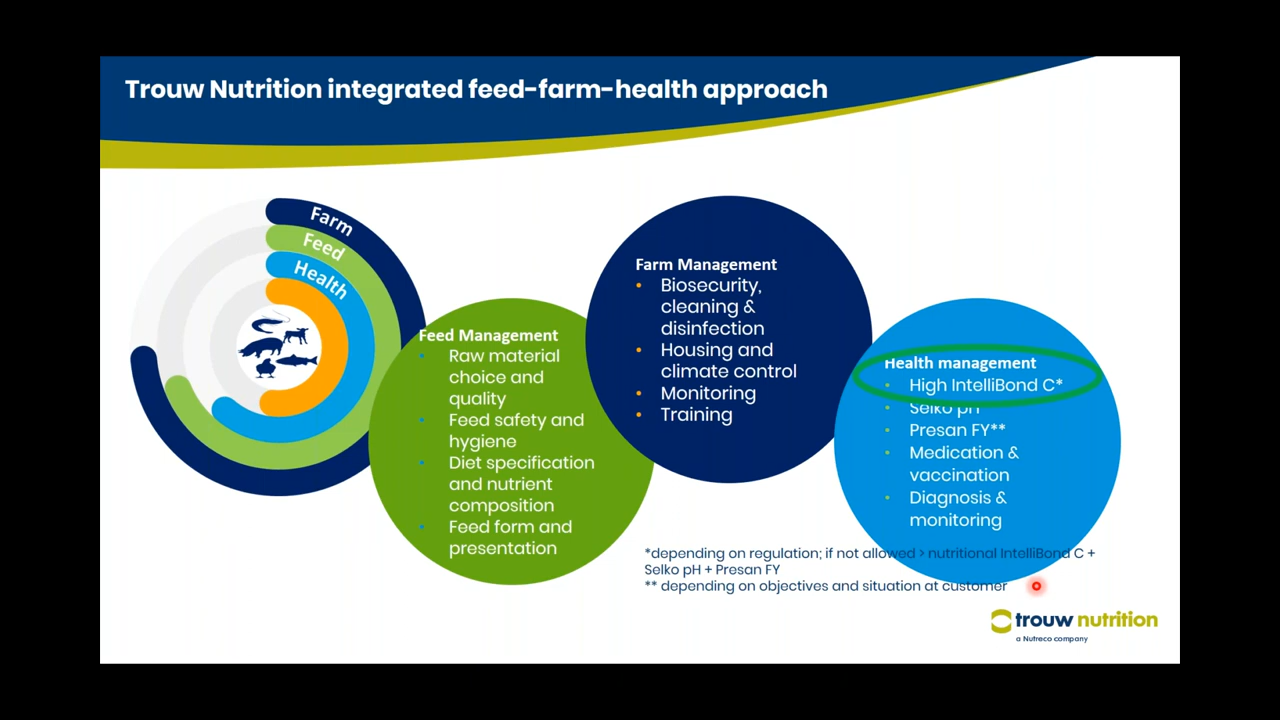 Trouw Nutrition integrated feed-farm-health approach
Farm
Feed
Health
Feed Management
• Raw material
choice and
quality
• Feed safety and
hygiene
• Diet specification
and nutrient
composition
• Feed form and
presentation
Farm Management
• Biosecurity,
cleaning &
disinfection
• Housing and
climate control
• Monitoring
• Training
Health management
• High IntelliBond C*
• Selko pH
• Presan FY**
• Medication &
vaccination
• Diagnosis &
monitoring
*depending on regulation; if not allowed > nutritional IntelliBond C +
Selko pH + Presan FY
** depending on objectives and situation at customer
trouw nutrition
a Nutreco company